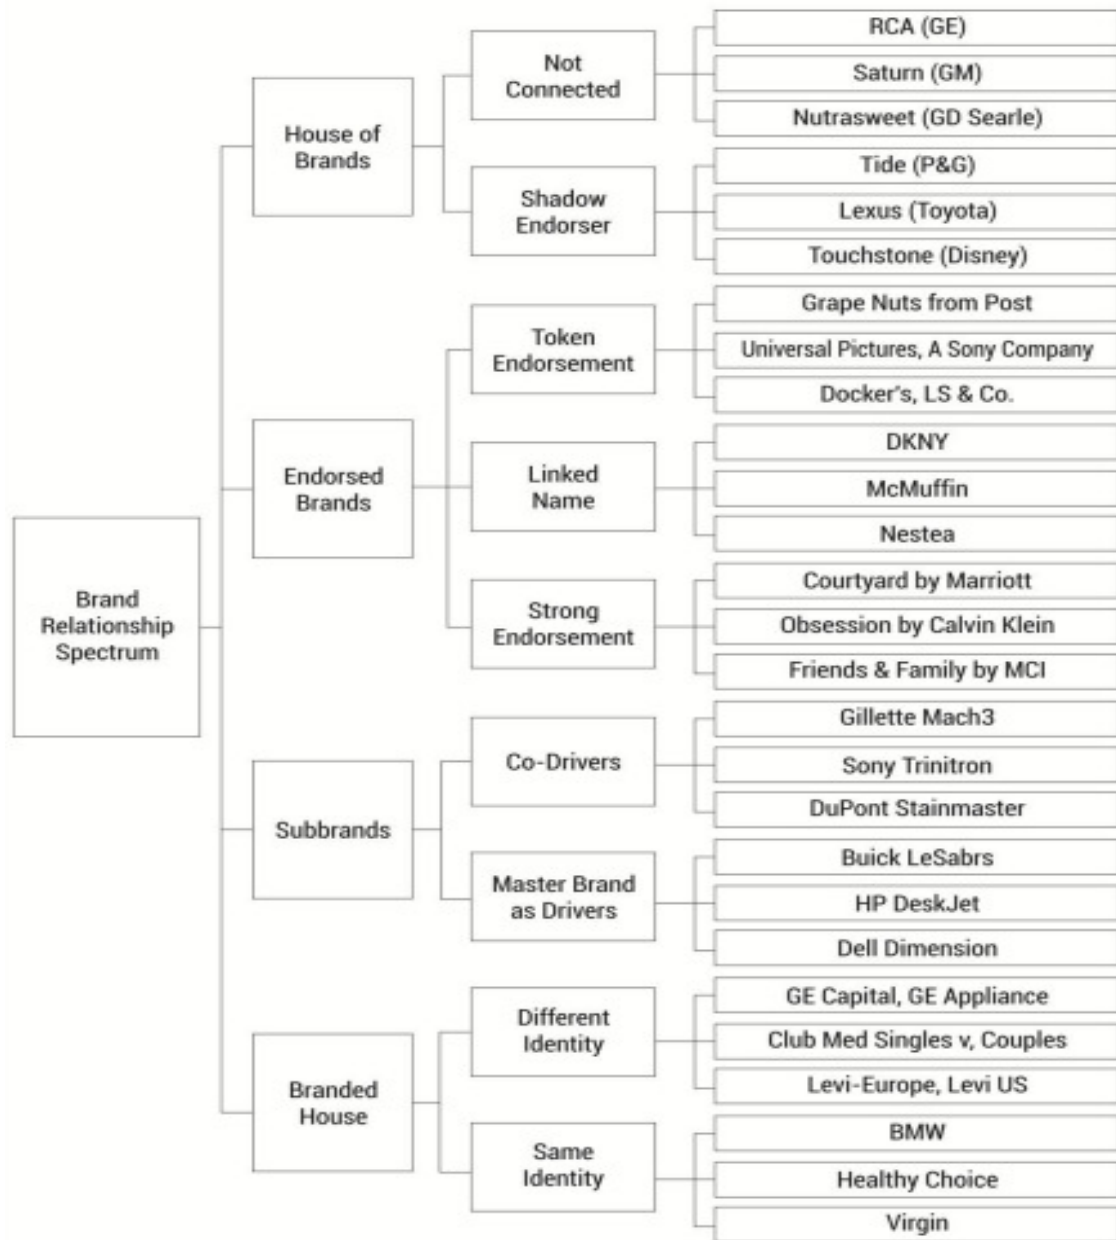 Brand
Relationship
Spectrum
House of
Brands
Not
Connected
RCA (GE)
Saturn (GM)
Nutrasweet (GD Searle)
Shadow
Endorser
Tide (P&G)
Lexus (Toyota)
Touchstone (Disney)
Endorsed
Brands
Token
Endorsement
Grape Nuts from Post
Universal Pictures, A Sony Company
Docker's, LS & Co.
Linked
Name
DKNY
McMuffin
Nestea
Strong
Endorsement
Courtyard by Marriott
Obsession by Calvin Klein
Friends & Family by MCI
Subbrands
Co-Drivers
Gillette Mach3
Sony Trinitron
DuPont Stainmaster
Master Brand
as Drivers
Buick LeSabrs
HP DeskJet
Dell Dimension
Branded
House
Different
Identity
GE Capital, GE Appliance
Club Med Singles v, Couples
Levi-Europe, Levi US
Same
Identity
BMW
Healthy Choice
Virgin